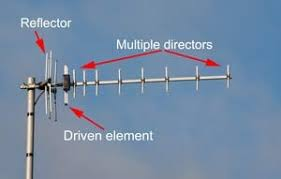 Reflector
Multiple directors
Driven element